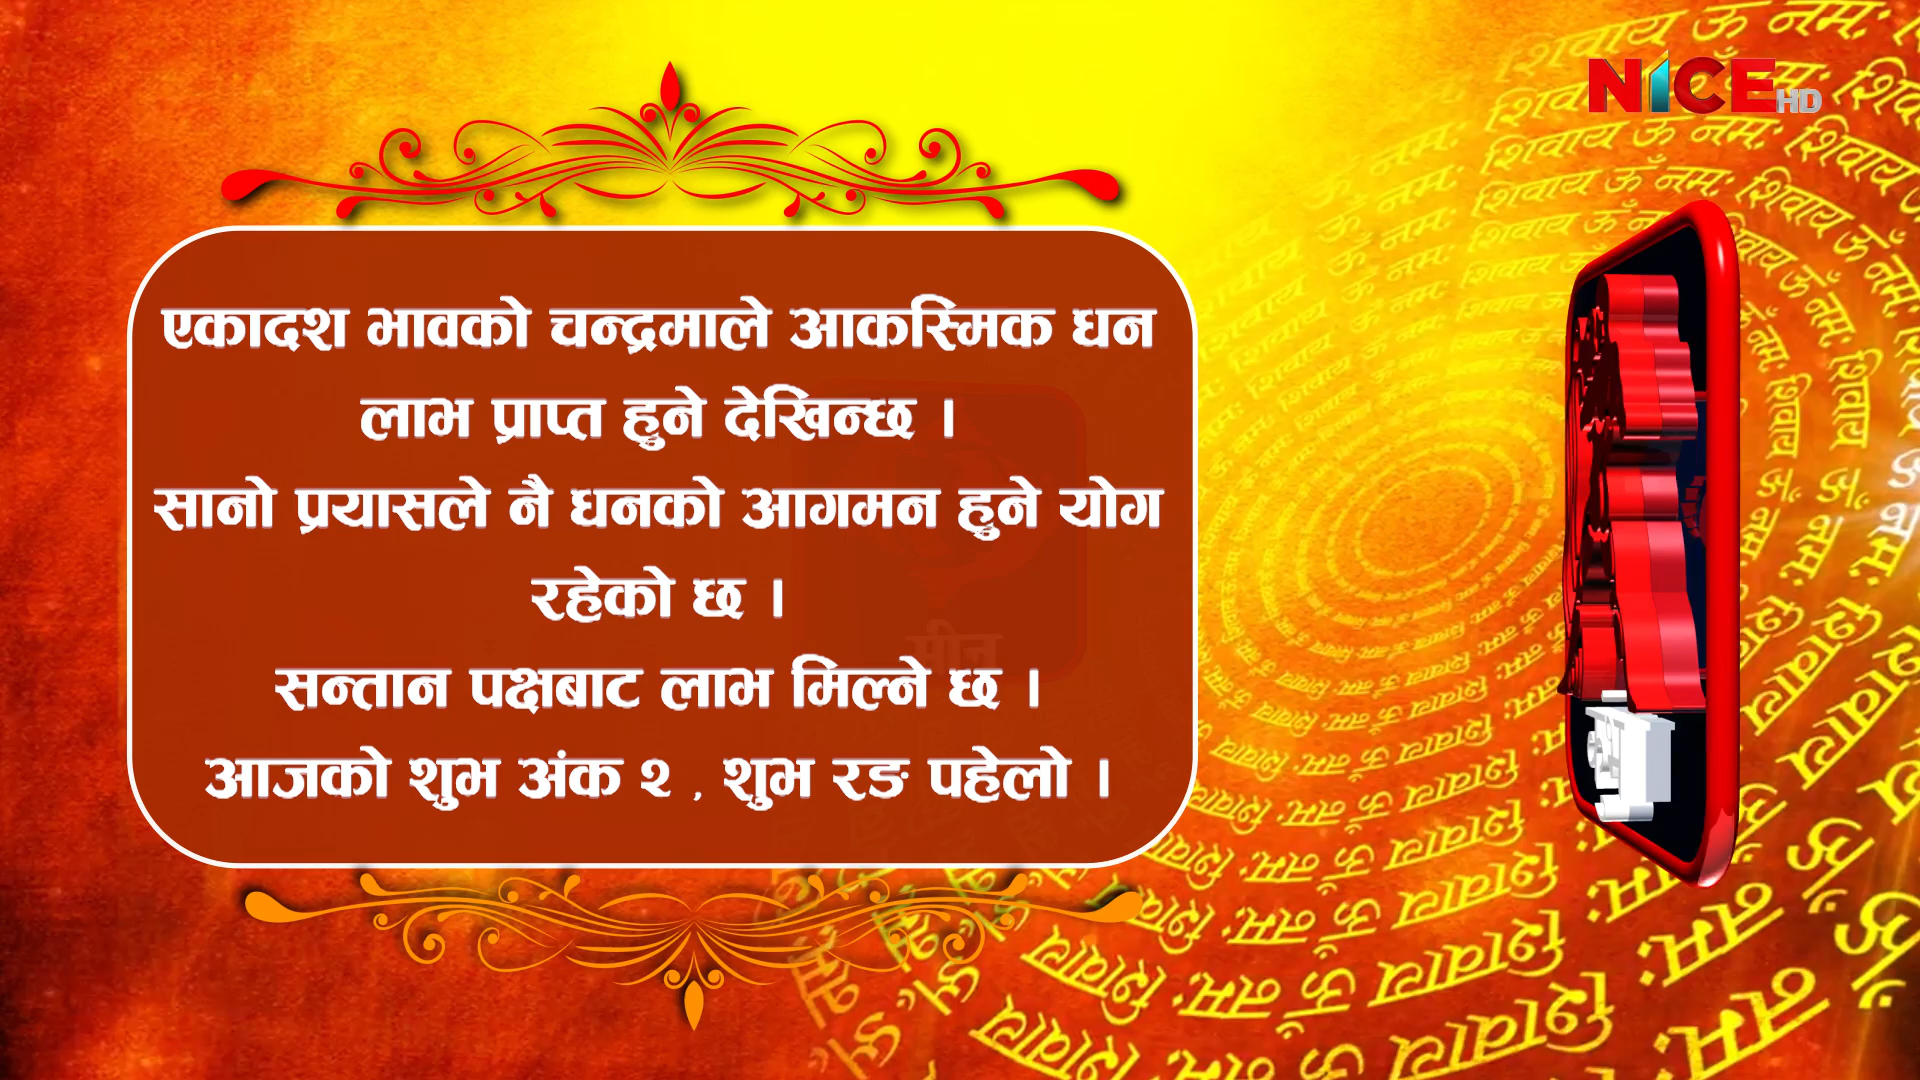 NICE HD
एकादश भावको चन्द्रमाले आकस्मिक धन
लाभ प्राप्त हुने देखिन्छ ।
सानो प्रयासले नै धनको आगमन हुने योग
रहेको छ ।
सन्तान पक्षबाट लाभ मिल्ने छ ।
आजको शुभ अंक २ , शुभ रङ पहेलो ।
मीन